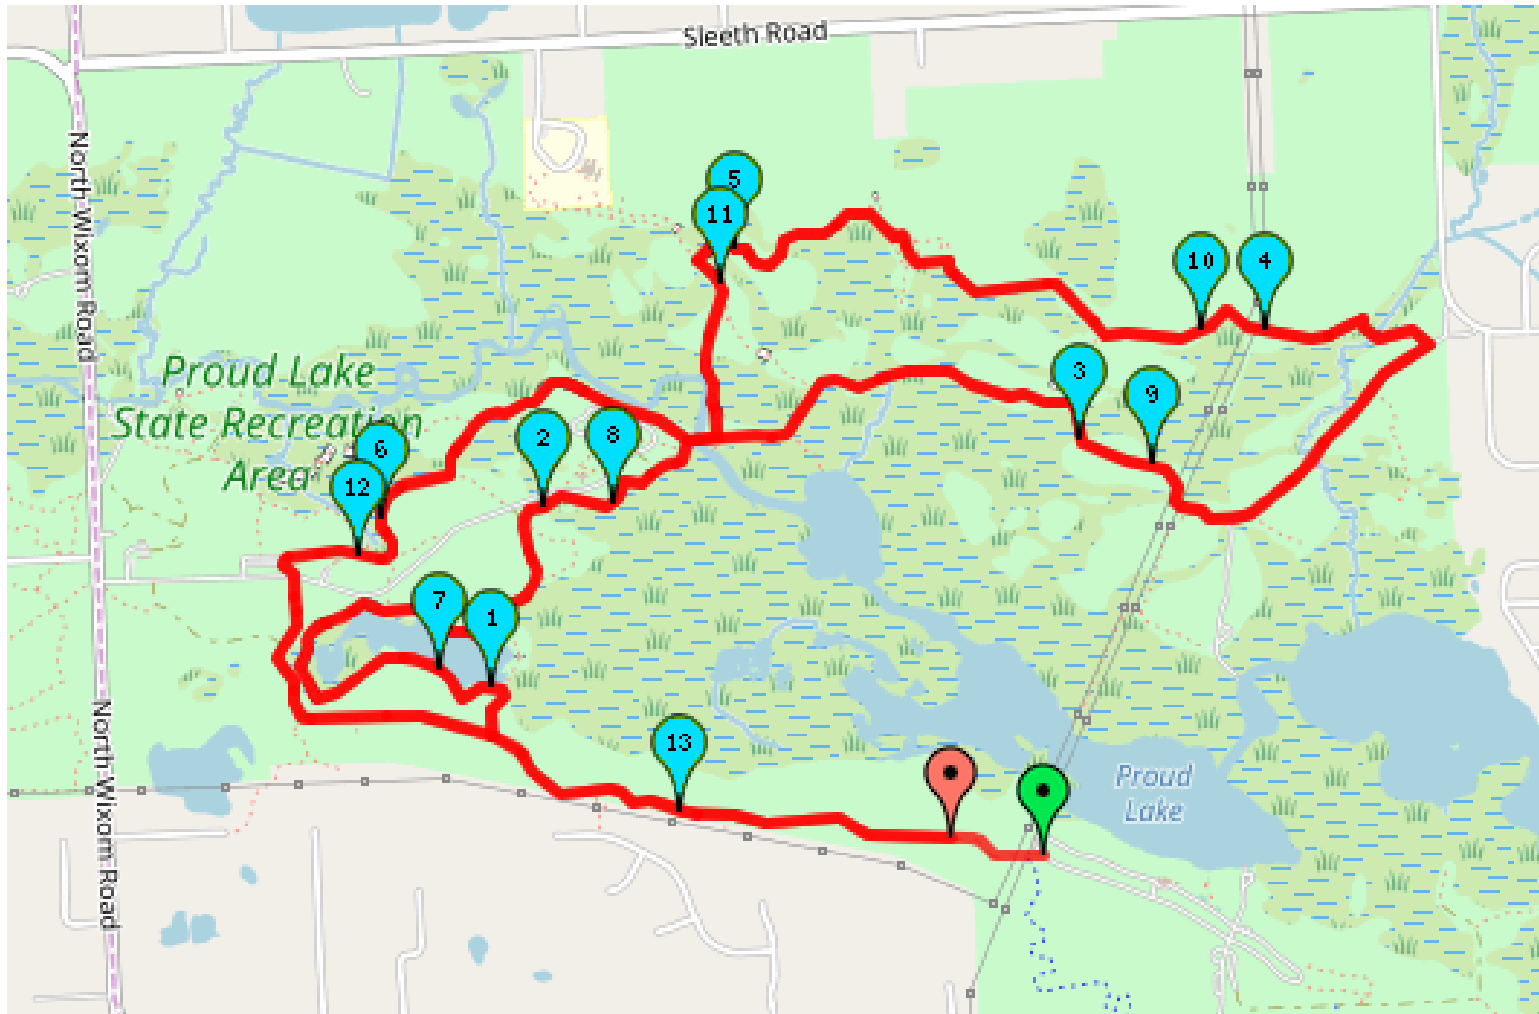 Sleeth Road
North Wixom Road
5
11
10
4
Proud Lake
State Recreation
Area
3
9
2
8
6
12
7
1
North Wixom Road
13
Proud
Lake